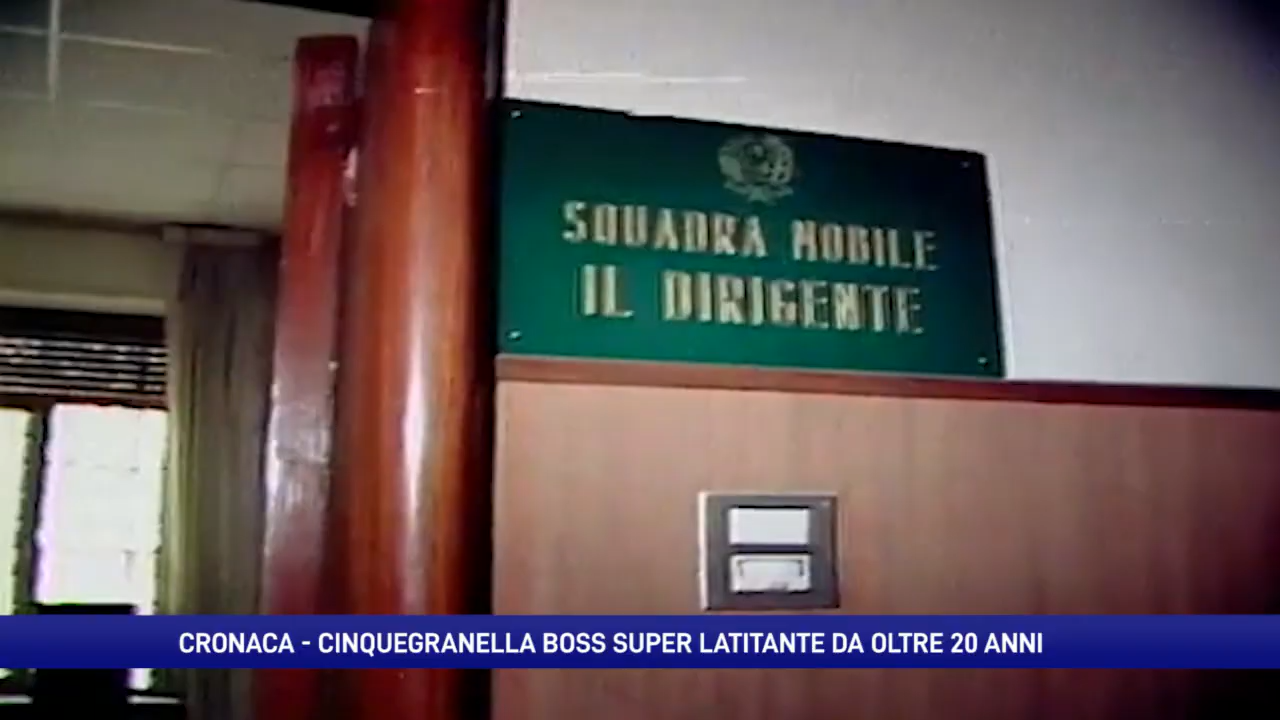 SQUADRA MOBILE
IL DIRIGENTE
CRONACA - CINQUEGRANELLA BOSS SUPER LATITANTE DA OLTRE 20 ANNI